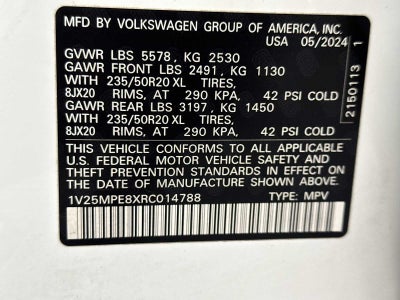 MFD BY VOLKSWAGEN GROUP OF AMERICA, INC.
USA 05/2024
GVWR LBS 5578, KG 2530
GAWR FRONT LBS 2491, KG 1130
WITH 235/50R20 XL TIRES,
8JX20 RIMS, AT 290 KPA, 42 PSI COLD
GAWR REAR LBS 3197, KG 1450
WITH 235/50R20 XL TIRES,
8JX20 RIMS, AT 290 KPA, 42 PSI COLD
THIS VEHICLE CONFORMS TO ALL APPLICABLE
U.S. FEDERAL MOTOR VEHICLE SAFETY AND
THEFT PREVENTION STANDARDS IN EFFECT ON
THE DATE OF MANUFACTURE SHOWN ABOVE.
1V25MPE8XRC014788 TYPE: MPV
2150113 1